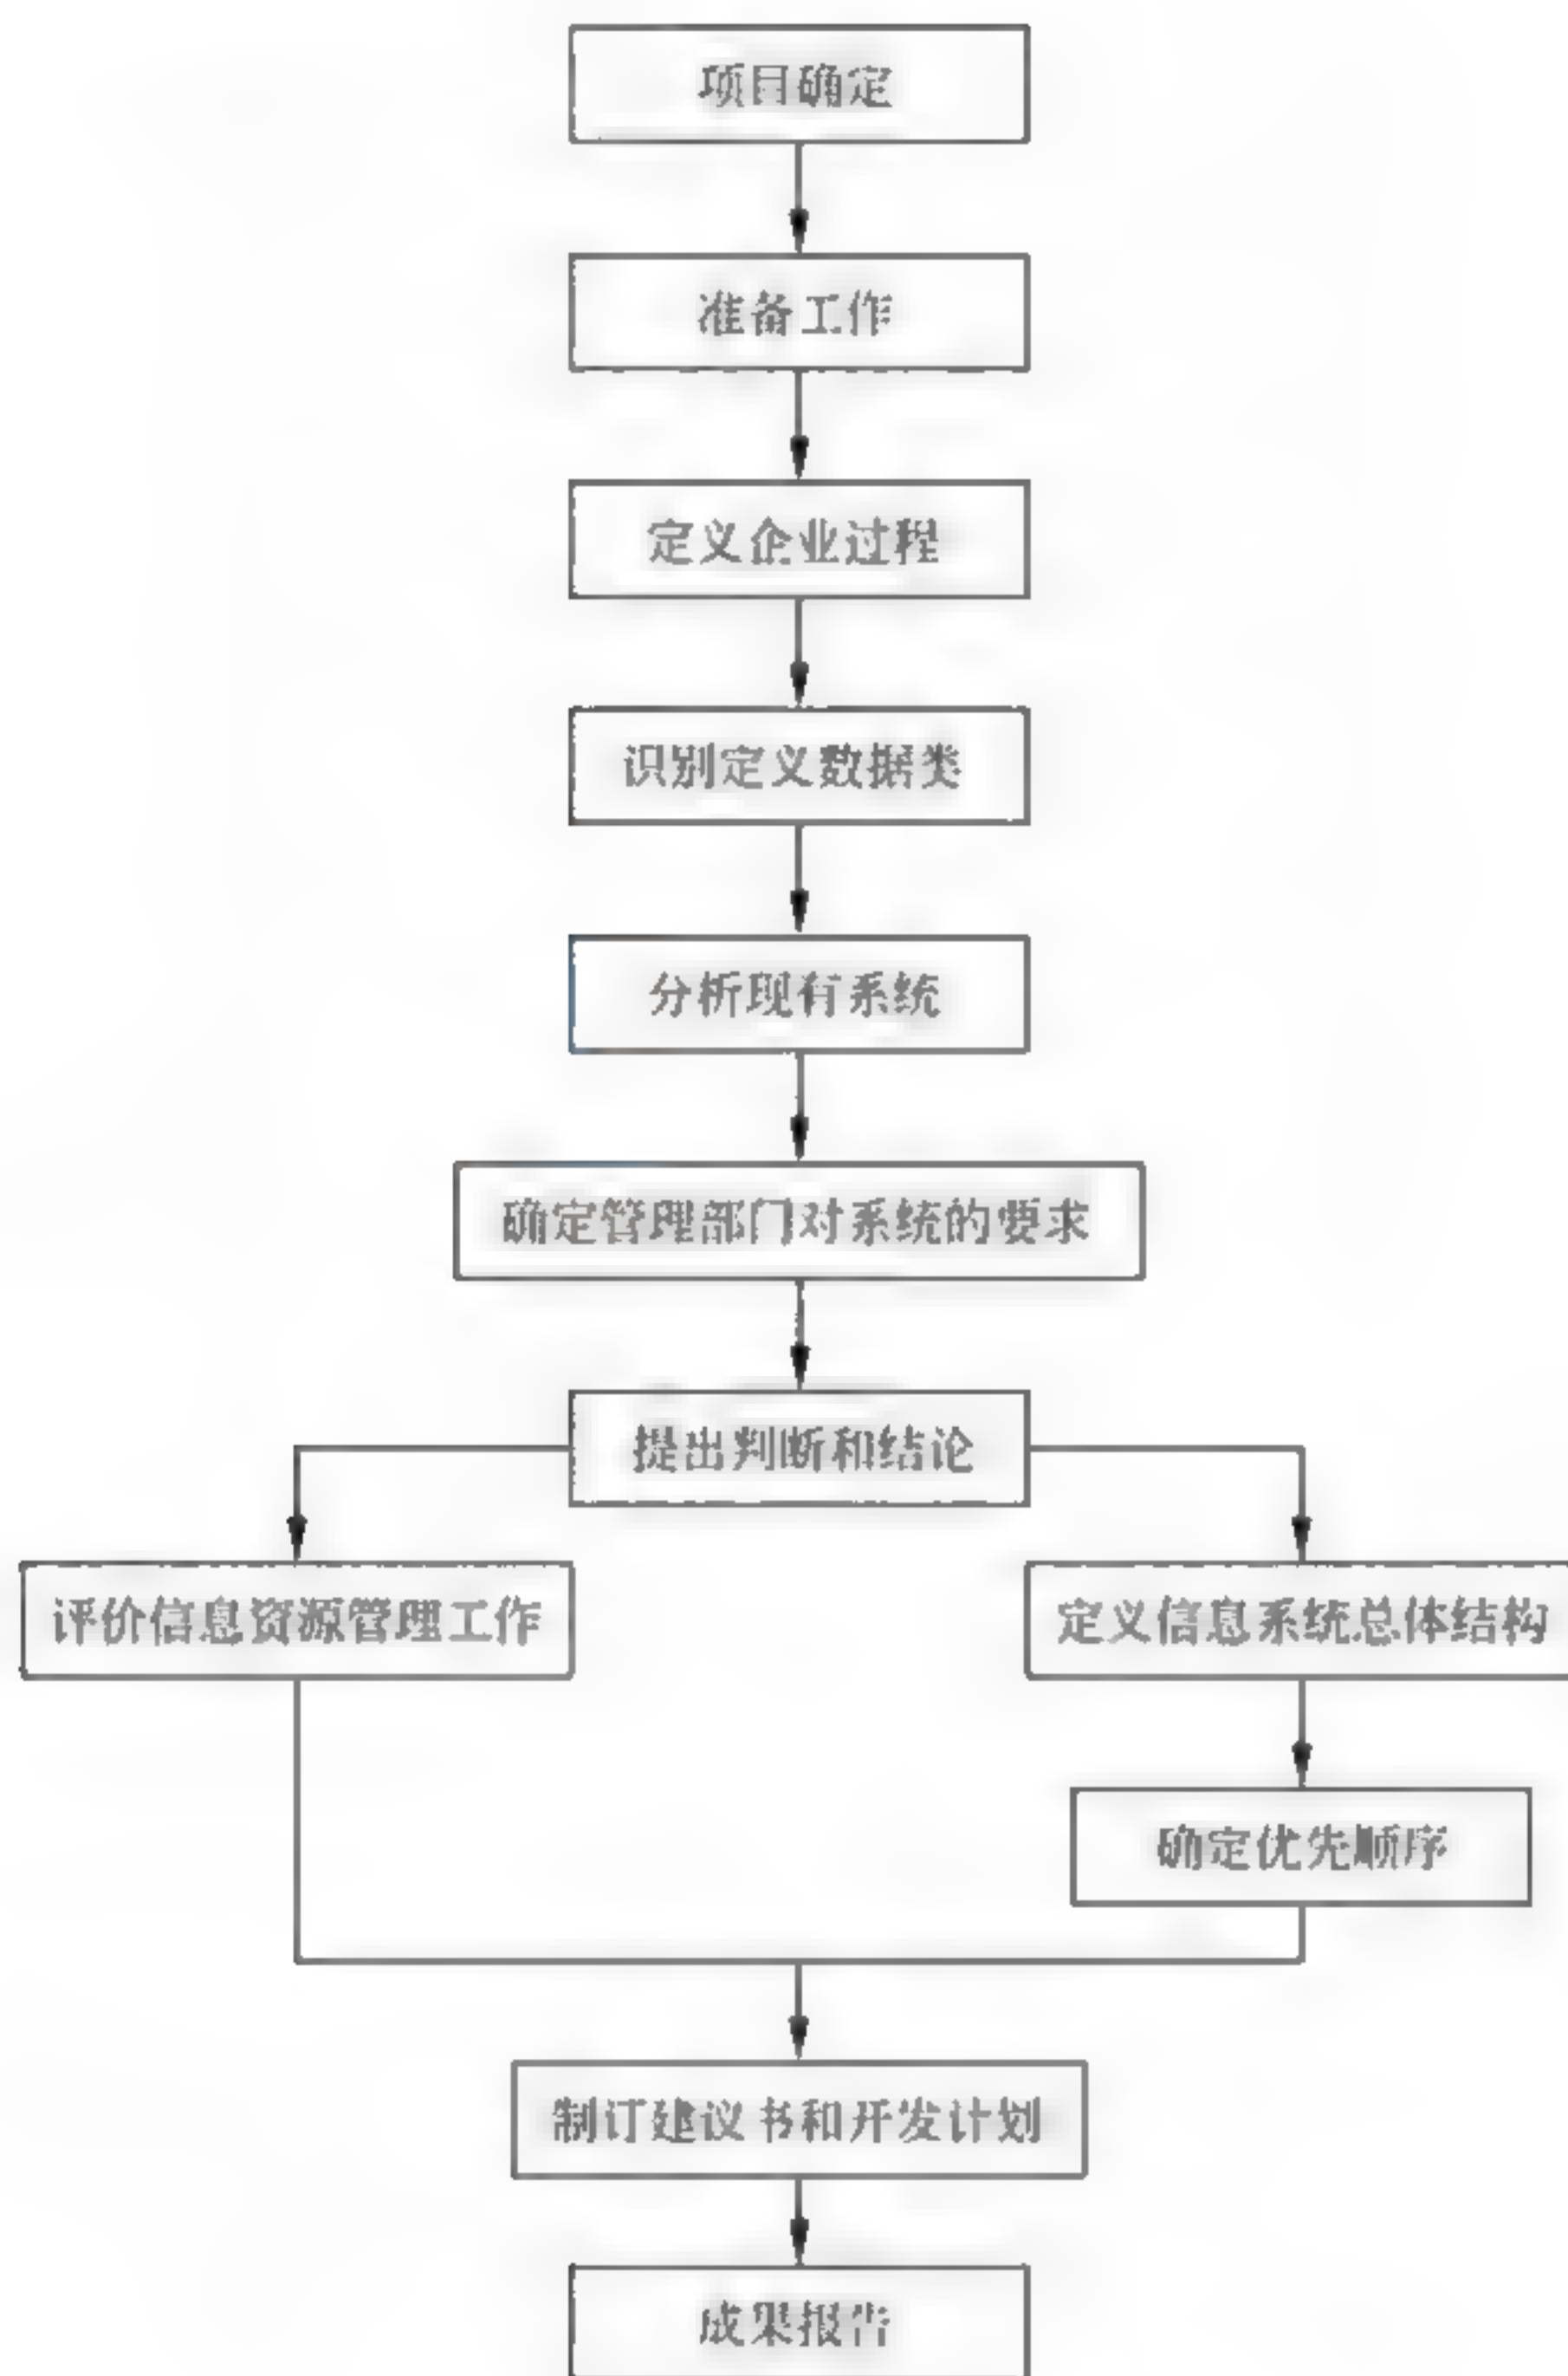 项目确定
准备工作
定义企业过程
识别定义数据类
分析现有系统
确定管理部门对系统的要求
提出判断和结论
评价信息资源管理工作
定义信息系统总体结构
确定优先顺序
制订建议书和开发计划
成果报告